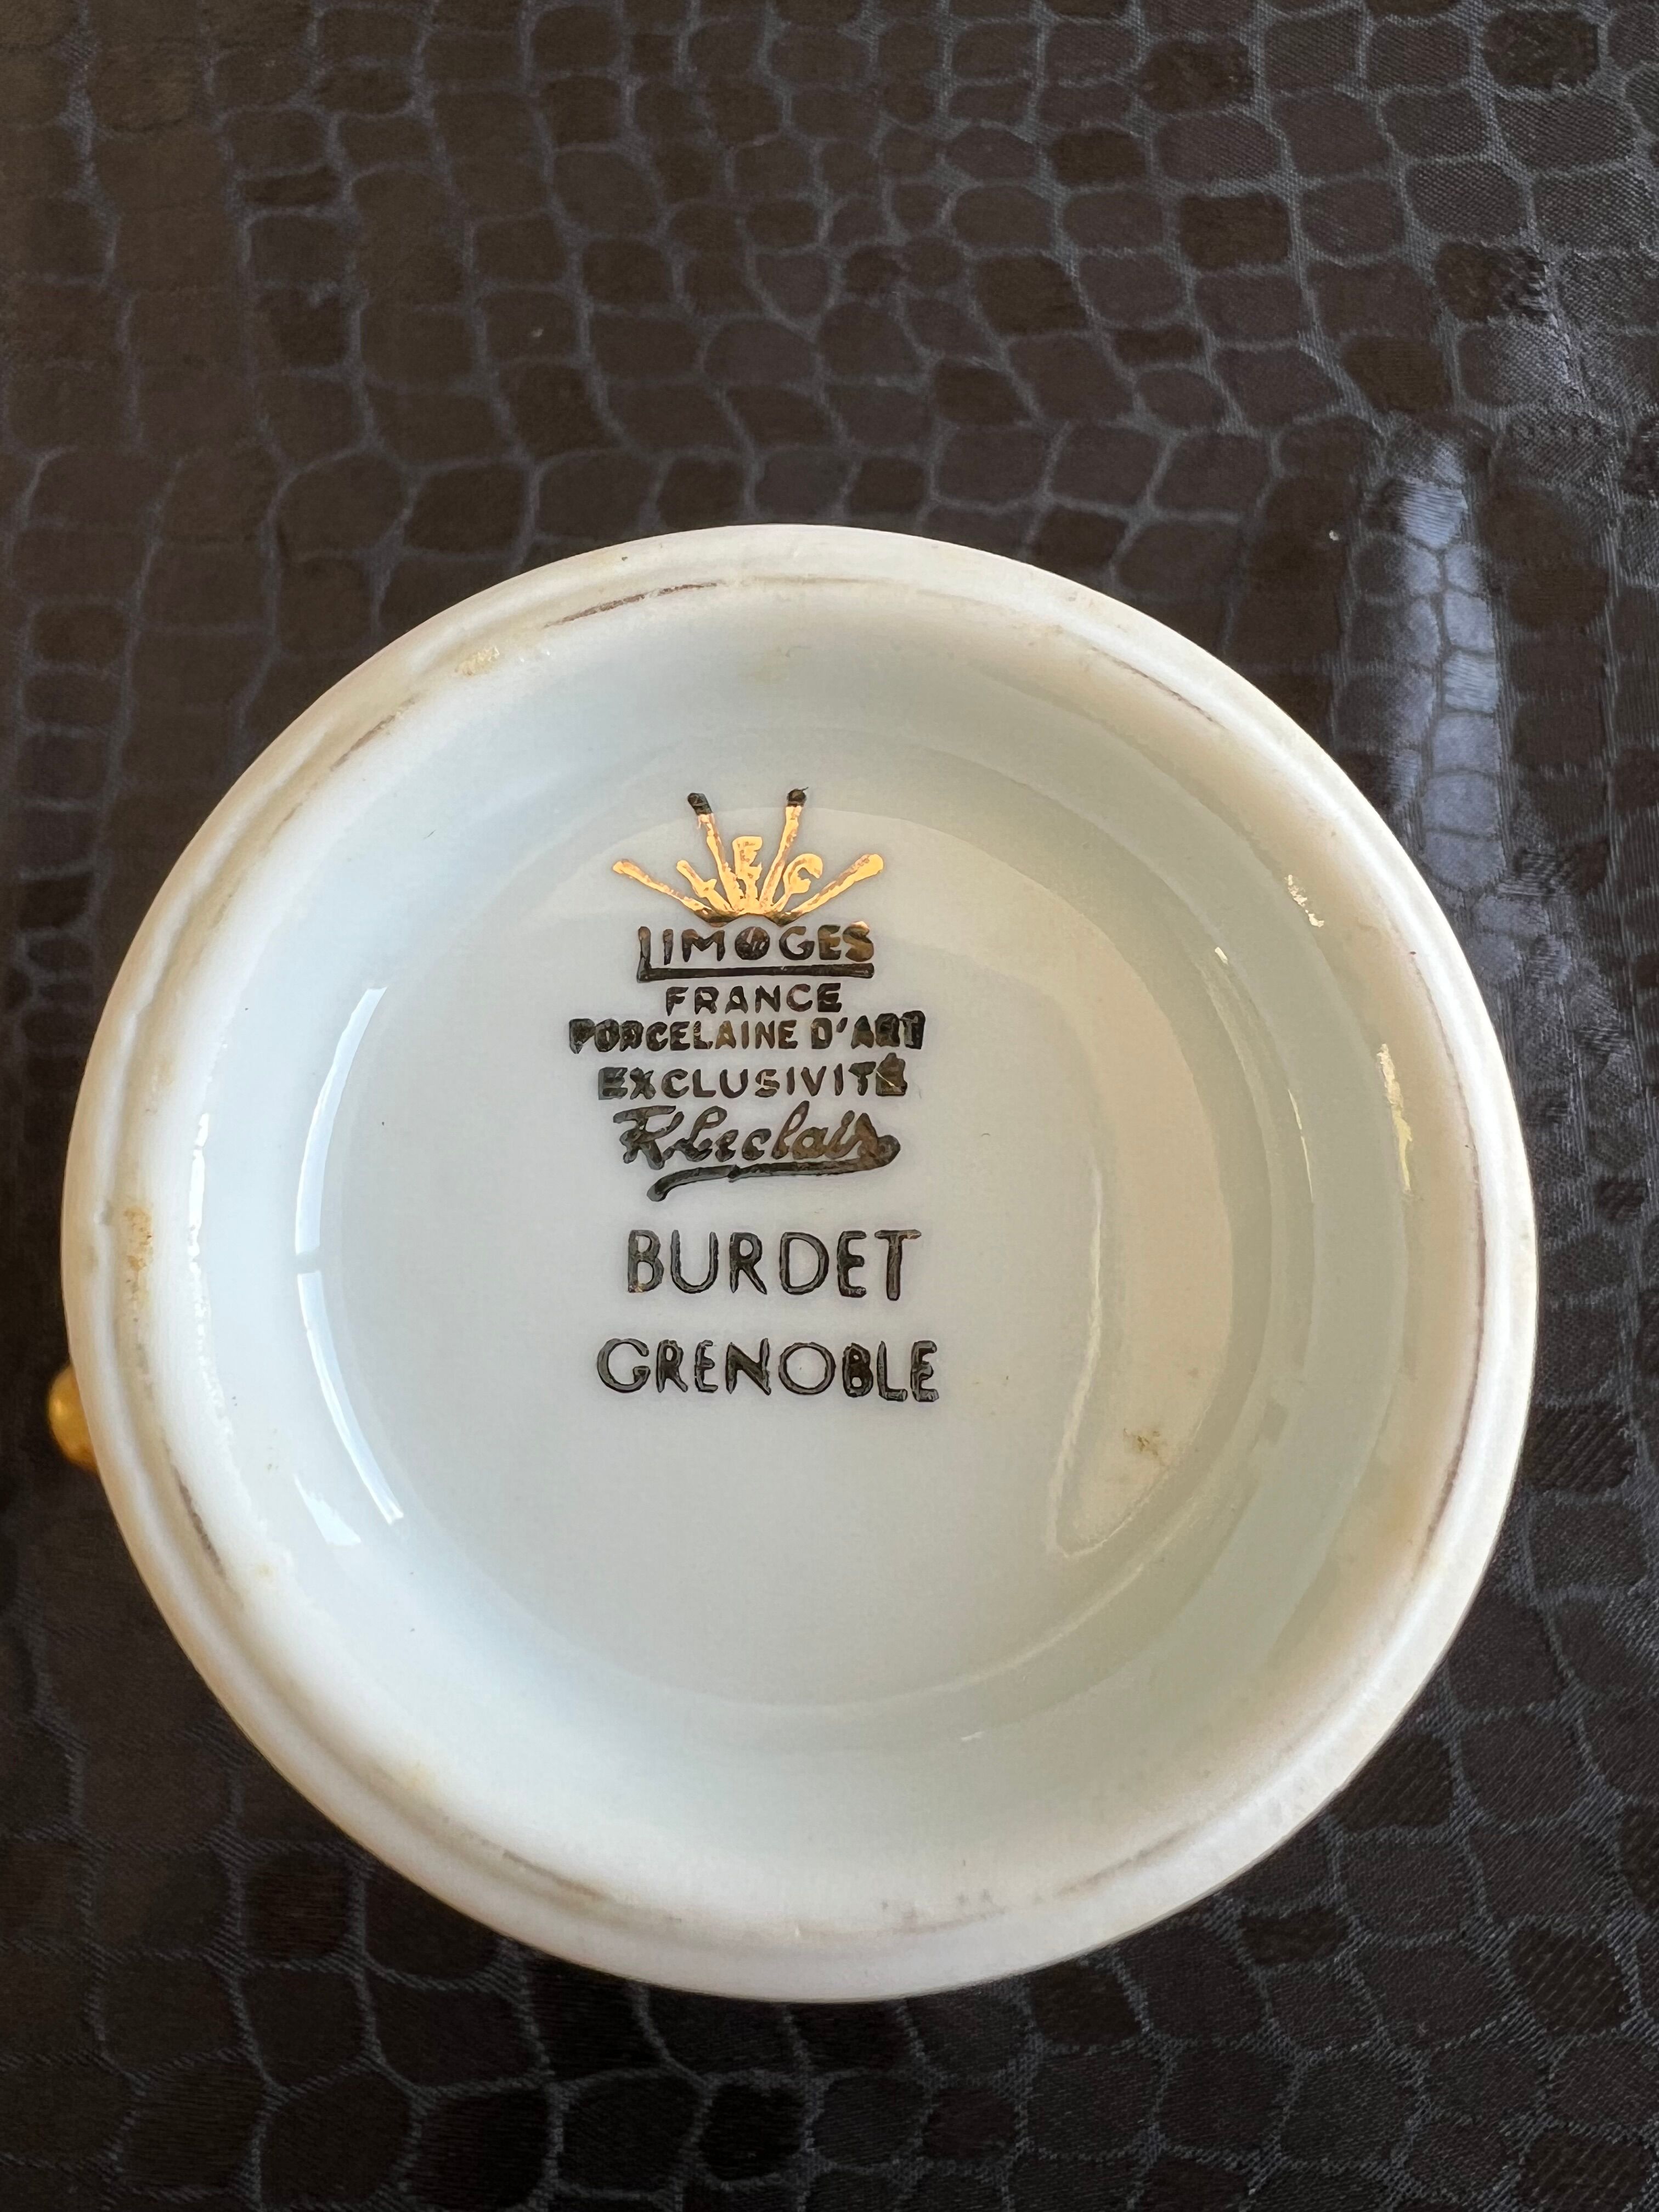 LEC
LIMOGES
FRANCE
PORCELAINE D'ART
EXCLUSIVITÉ
R Leclair
BURDET
GRENOBLE